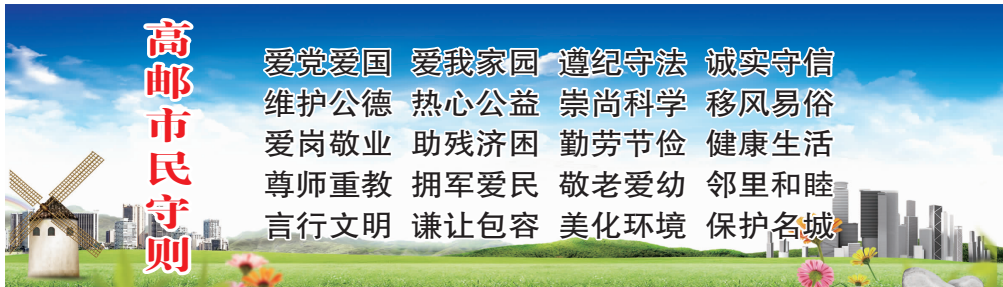 高邮市民守则
爱党爱国 爱我家园 遵纪守法 诚实守信
维护公德 热心公益 崇尚科学 移风易俗
爱岗敬业 助残济困 勤劳节俭 健康生活
尊师重教 拥军爱民 敬老爱幼 邻里和睦
言行文明 谦让包容 美化环境 保护名城